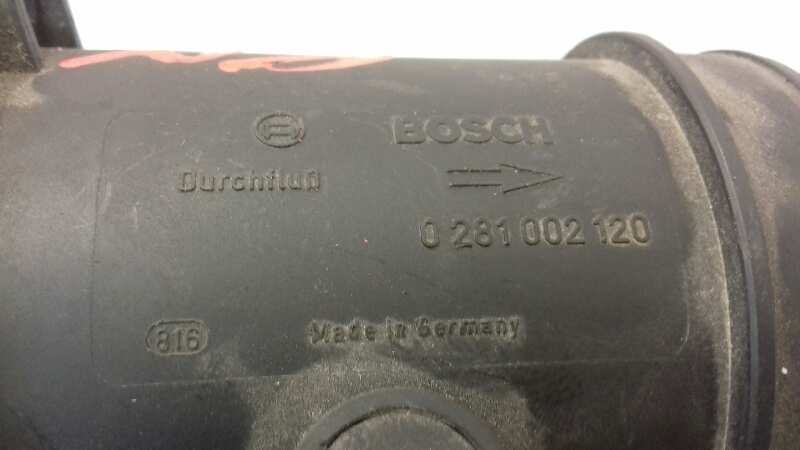 BOSCH
Durchfluß
0 281 002 120
816
Made in Germany